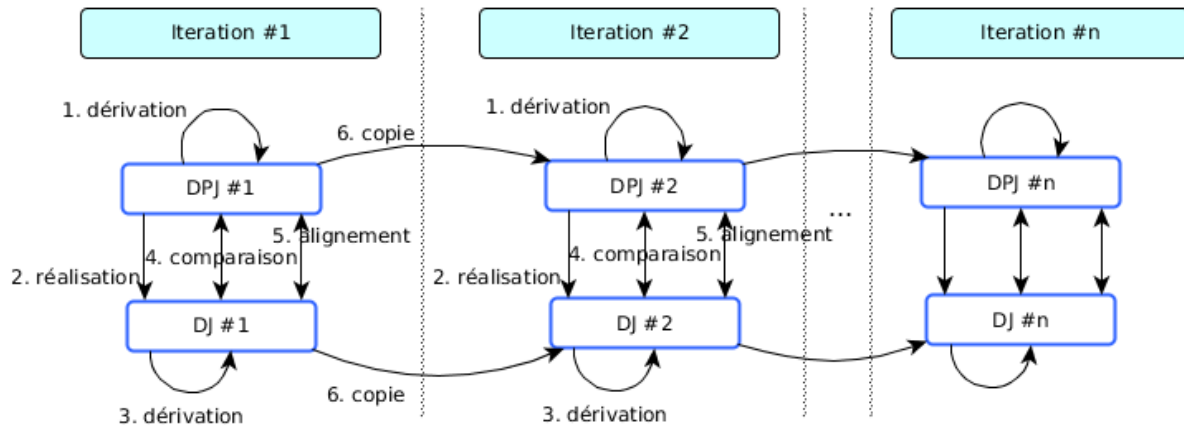 Iteration #1
Iteration #2
Iteration #n
1. dérivation
6. copie
1. dérivation
DPJ #1
DPJ #2
DPJ #n
...
5. alignement
5. alignement
4. comparaison
4. comparaison
2. réalisation
2. réalisation
DJ #1
DJ #2
DJ #n
6. copie
3. dérivation
3. dérivation